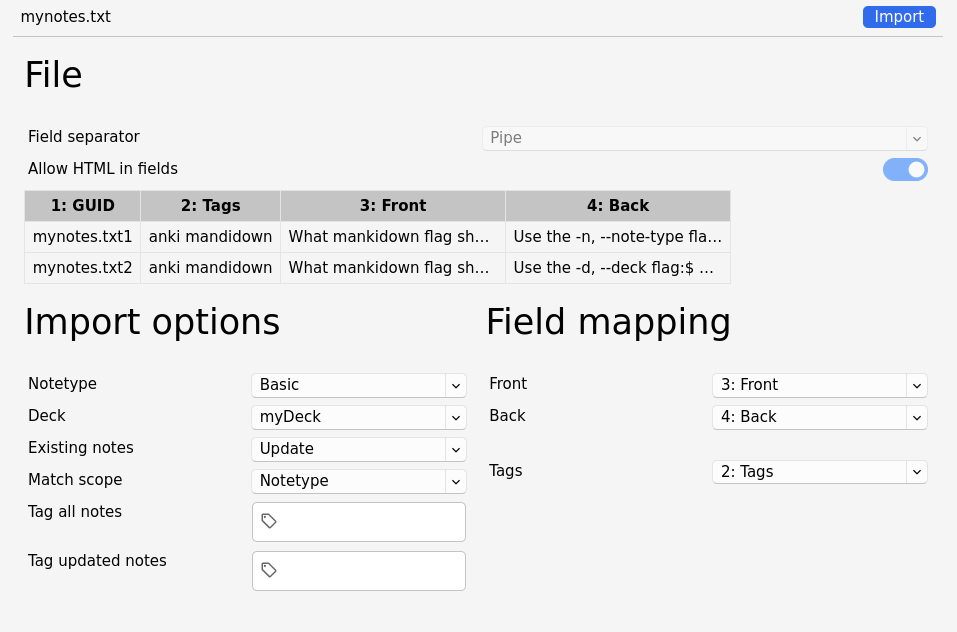 mynotes.txt Import
File
Field separator Pipe
Allow HTML in fields
1: GUID 2: Tags 3: Front 4: Back
mynotes.txt1 anki mandidown What mankidown flag sh... Use the -n, --note-type fla...
mynotes.txt2 anki mandidown What mankidown flag sh... Use the -d, --deck flag:$ ...
Import options
Notetype Basic
Deck myDeck
Existing notes Update
Match scope Notetype
Tag all notes
Tag updated notes
Field mapping
Front 3: Front
Back 4: Back
Tags 2: Tags